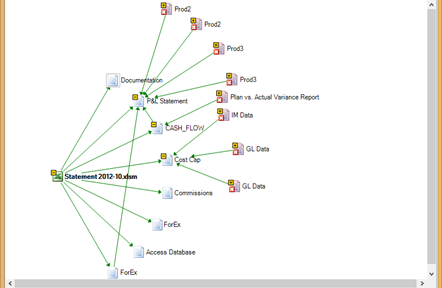 Prod2
Prod2
Prod3
Prod3
Documentation
P&L Statement
Plan vs. Actual Variance Report
IM Data
CASH_FLOW
GL Data
Cost Cap
Statement 2012-10.xlsm
GL Data
Commissions
ForEx
Access Database
ForEx